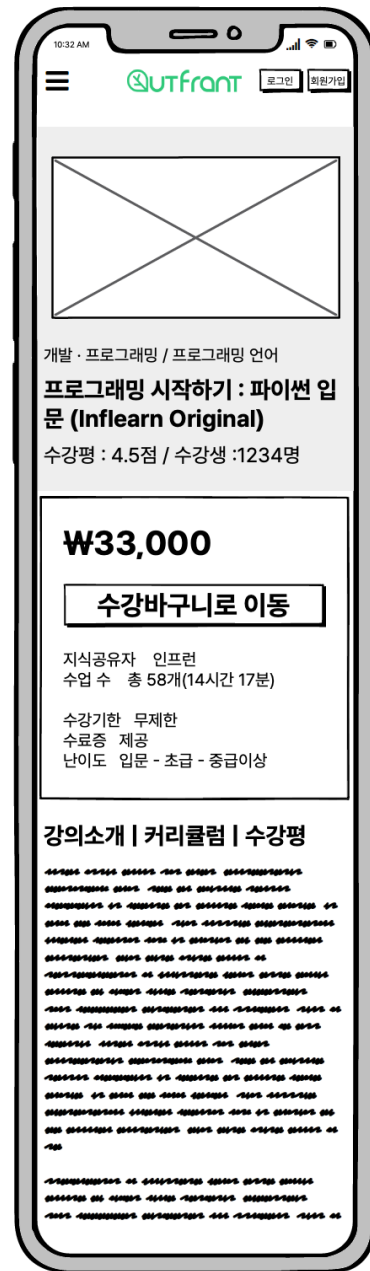 10:32 AM
OUTFRANT
로그인
회원가입
개발 · 프로그래밍 / 프로그래밍 언어
프로그래밍 시작하기 : 파이썬 입
문 (Inflearn Original)
수강평 : 4.5점 / 수강생 :1234명
₩33,000
수강바구니로 이동
지식공유자 인프런
수업 수 총 58개(14시간 17분)
수강기한 무제한
수료증 제공
난이도 입문 - 초급 - 중급이상
강의소개 | 커리큘럼 | 수강평